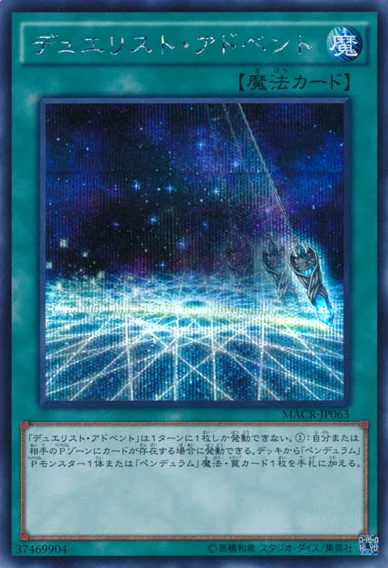 デュエリスト・アドベント
魔
【魔法カード】
MACR-JP063
「デュエリスト・アドベント」は1ターンに1枚しか発動できない。①:自分または
相手のPゾーンにカードが存在する場合に発動できる。デッキから「ペンデュラム」
Pモンスター1体または「ペンデュラム」魔法・罠カード1枚を手札に加える。
37469904
©高橋和希 スタジオ・ダイス/集英社